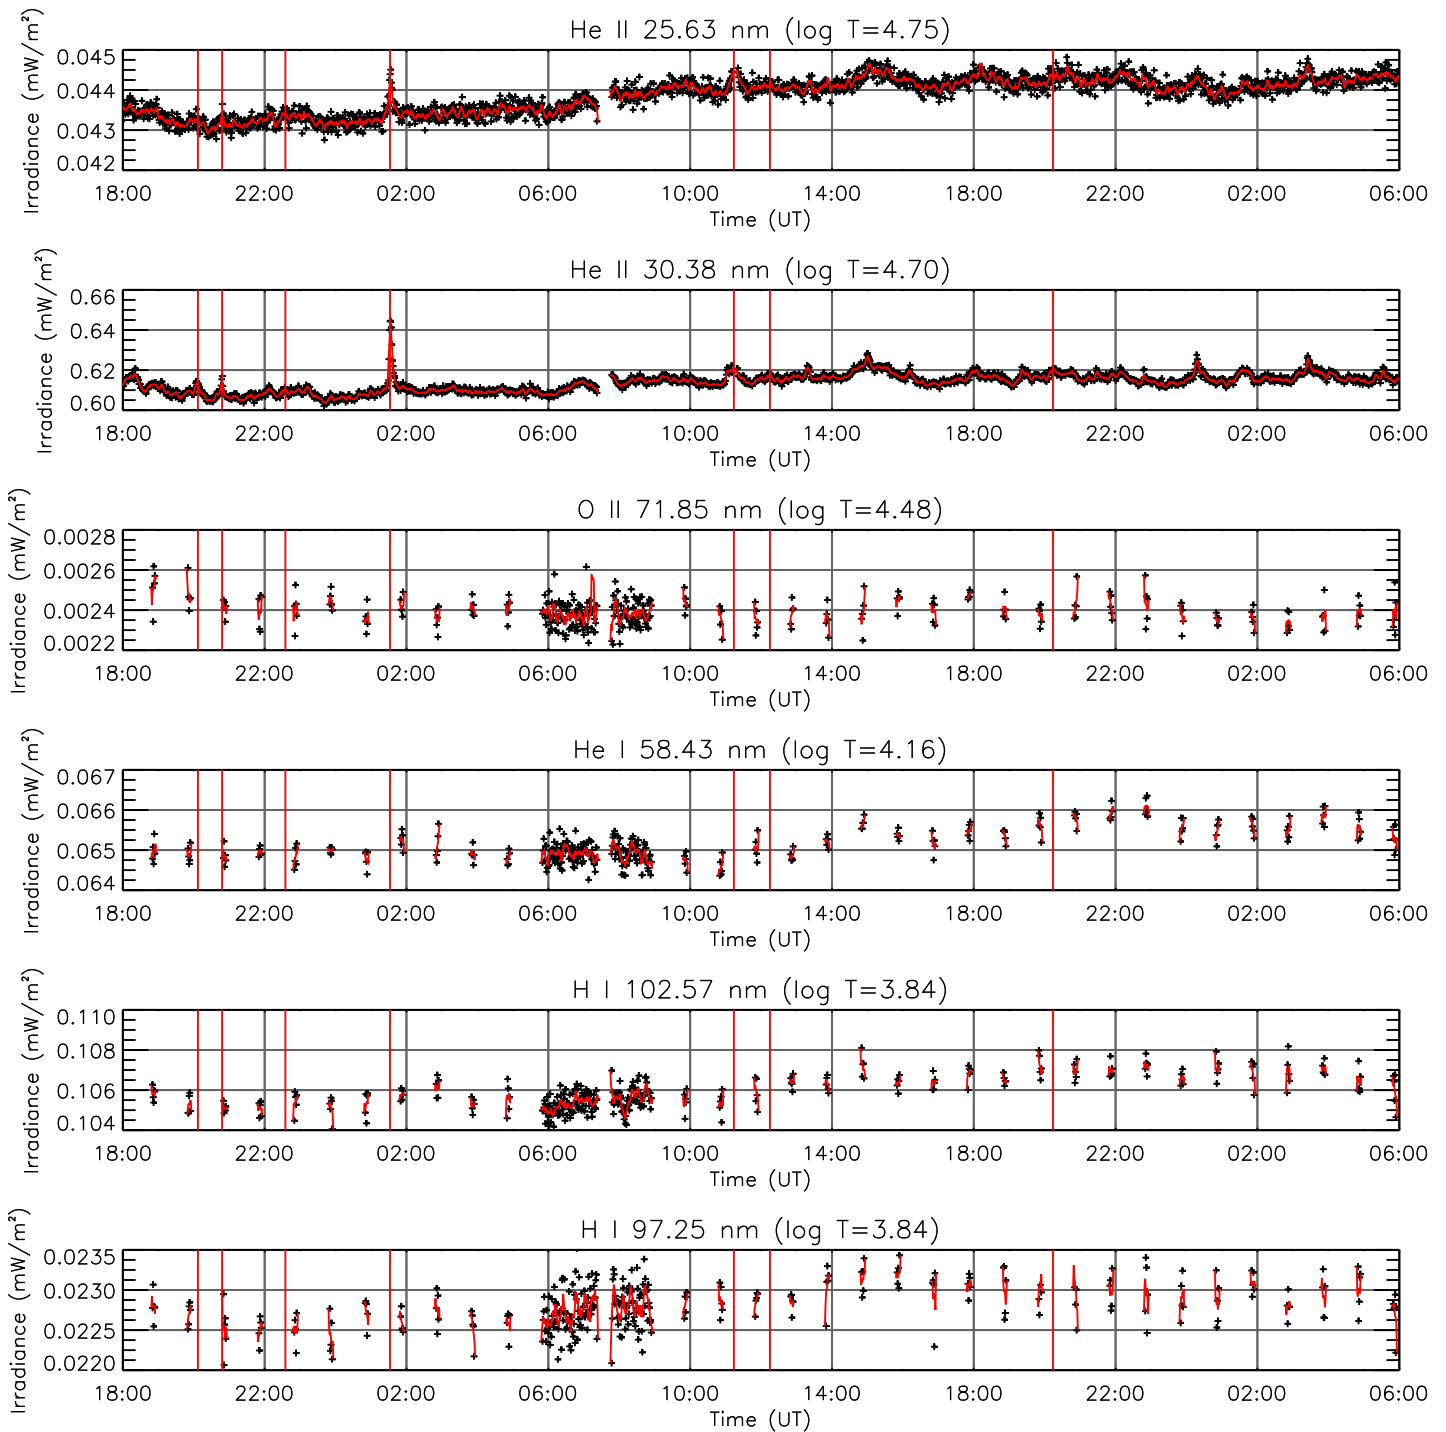 He II 25.63 nm (log T=4.75)
Irradiance (mW/m²)
0.045
0.044
0.043
0.042
18:00 22:00 02:00 06:00 10:00 14:00 18:00 22:00 02:00 06:00
Time (UT)
He II 30.38 nm (log T=4.70)
Irradiance (mW/m²)
0.66
0.64
0.62
0.60
18:00 22:00 02:00 06:00 10:00 14:00 18:00 22:00 02:00 06:00
Time (UT)
O II 71.85 nm (log T=4.48)
Irradiance (mW/m²)
0.0028
0.0026
0.0024
0.0022
18:00 22:00 02:00 06:00 10:00 14:00 18:00 22:00 02:00 06:00
Time (UT)
He I 58.43 nm (log T=4.16)
Irradiance (mW/m²)
0.067
0.066
0.065
0.064
18:00 22:00 02:00 06:00 10:00 14:00 18:00 22:00 02:00 06:00
Time (UT)
H I 102.57 nm (log T=3.84)
Irradiance (mW/m²)
0.110
0.108
0.106
0.104
18:00 22:00 02:00 06:00 10:00 14:00 18:00 22:00 02:00 06:00
Time (UT)
H I 97.25 nm (log T=3.84)
Irradiance (mW/m²)
0.0235
0.0230
0.0225
0.0220
18:00 22:00 02:00 06:00 10:00 14:00 18:00 22:00 02:00 06:00
Time (UT)